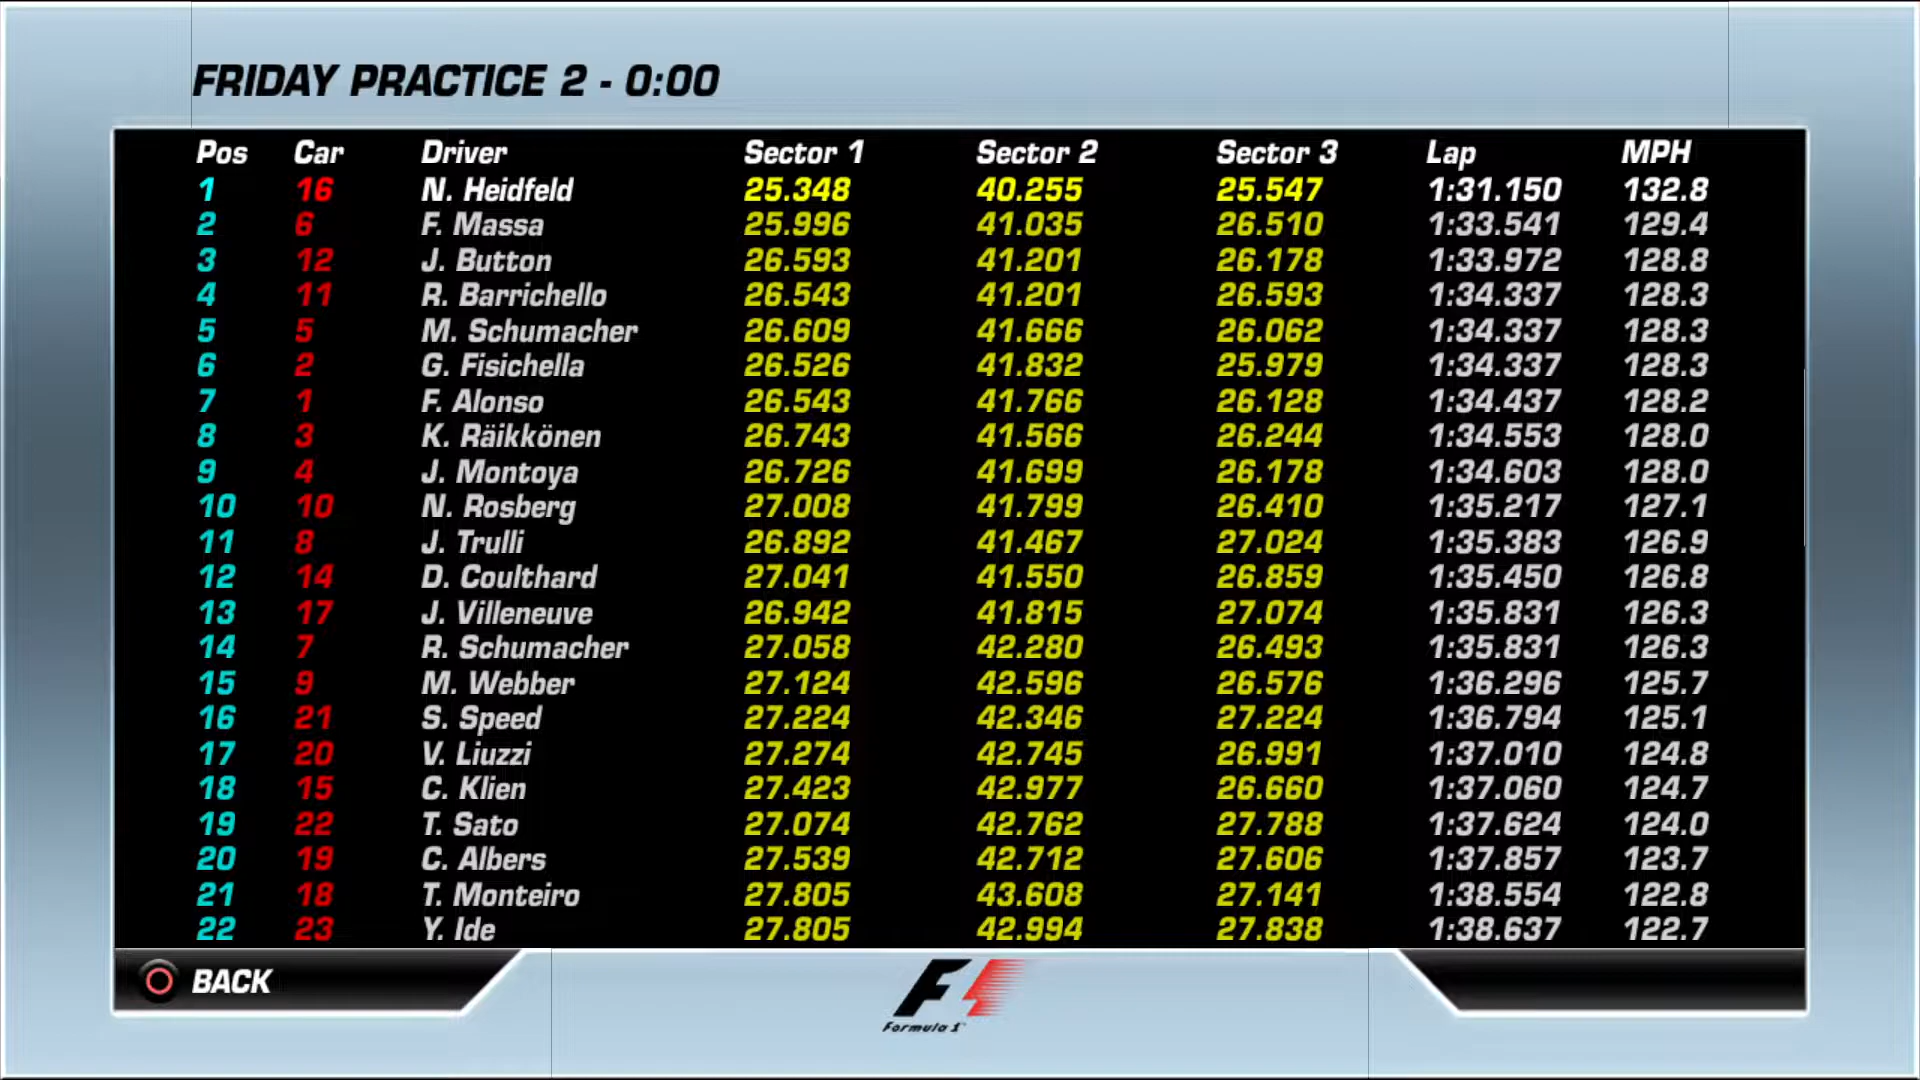 FRIDAY PRACTICE 2 - 0:00
Pos Car Driver Sector 1 Sector 2 Sector 3 Lap MPH
1 16 N. Heidfeld 25.348 40.255 25.547 1:31.150 132.8
2 6 F. Massa 25.996 41.035 26.510 1:33.541 129.4
3 12 J. Button 26.593 41.201 26.178 1:33.972 128.8
4 11 R. Barrichello 26.543 41.201 26.593 1:34.337 128.3
5 5 M. Schumacher 26.609 41.666 26.062 1:34.337 128.3
6 2 G. Fisichella 26.526 41.832 25.979 1:34.337 128.3
7 1 F. Alonso 26.543 41.766 26.128 1:34.437 128.2
8 3 K. Räikkönen 26.743 41.566 26.244 1:34.553 128.0
9 4 J. Montoya 26.726 41.699 26.178 1:34.603 128.0
10 10 N. Rosberg 27.008 41.799 26.410 1:35.217 127.1
11 8 J. Trulli 26.892 41.467 27.024 1:35.383 126.9
12 14 D. Coulthard 27.041 41.550 26.859 1:35.450 126.8
13 17 J. Villeneuve 26.942 41.815 27.074 1:35.831 126.3
14 7 R. Schumacher 27.058 42.280 26.493 1:35.831 126.3
15 9 M. Webber 27.124 42.596 26.576 1:36.296 125.7
16 21 S. Speed 27.224 42.346 27.224 1:36.794 125.1
17 20 V. Liuzzi 27.274 42.745 26.991 1:37.010 124.8
18 15 C. Klien 27.423 42.977 26.660 1:37.060 124.7
19 22 T. Sato 27.074 42.762 27.788 1:37.624 124.0
20 19 C. Albers 27.539 42.712 27.606 1:37.857 123.7
21 18 T. Monteiro 27.805 43.608 27.141 1:38.554 122.8
22 23 Y. Ide 27.805 42.994 27.838 1:38.637 122.7
BACK
F1
Formula 1